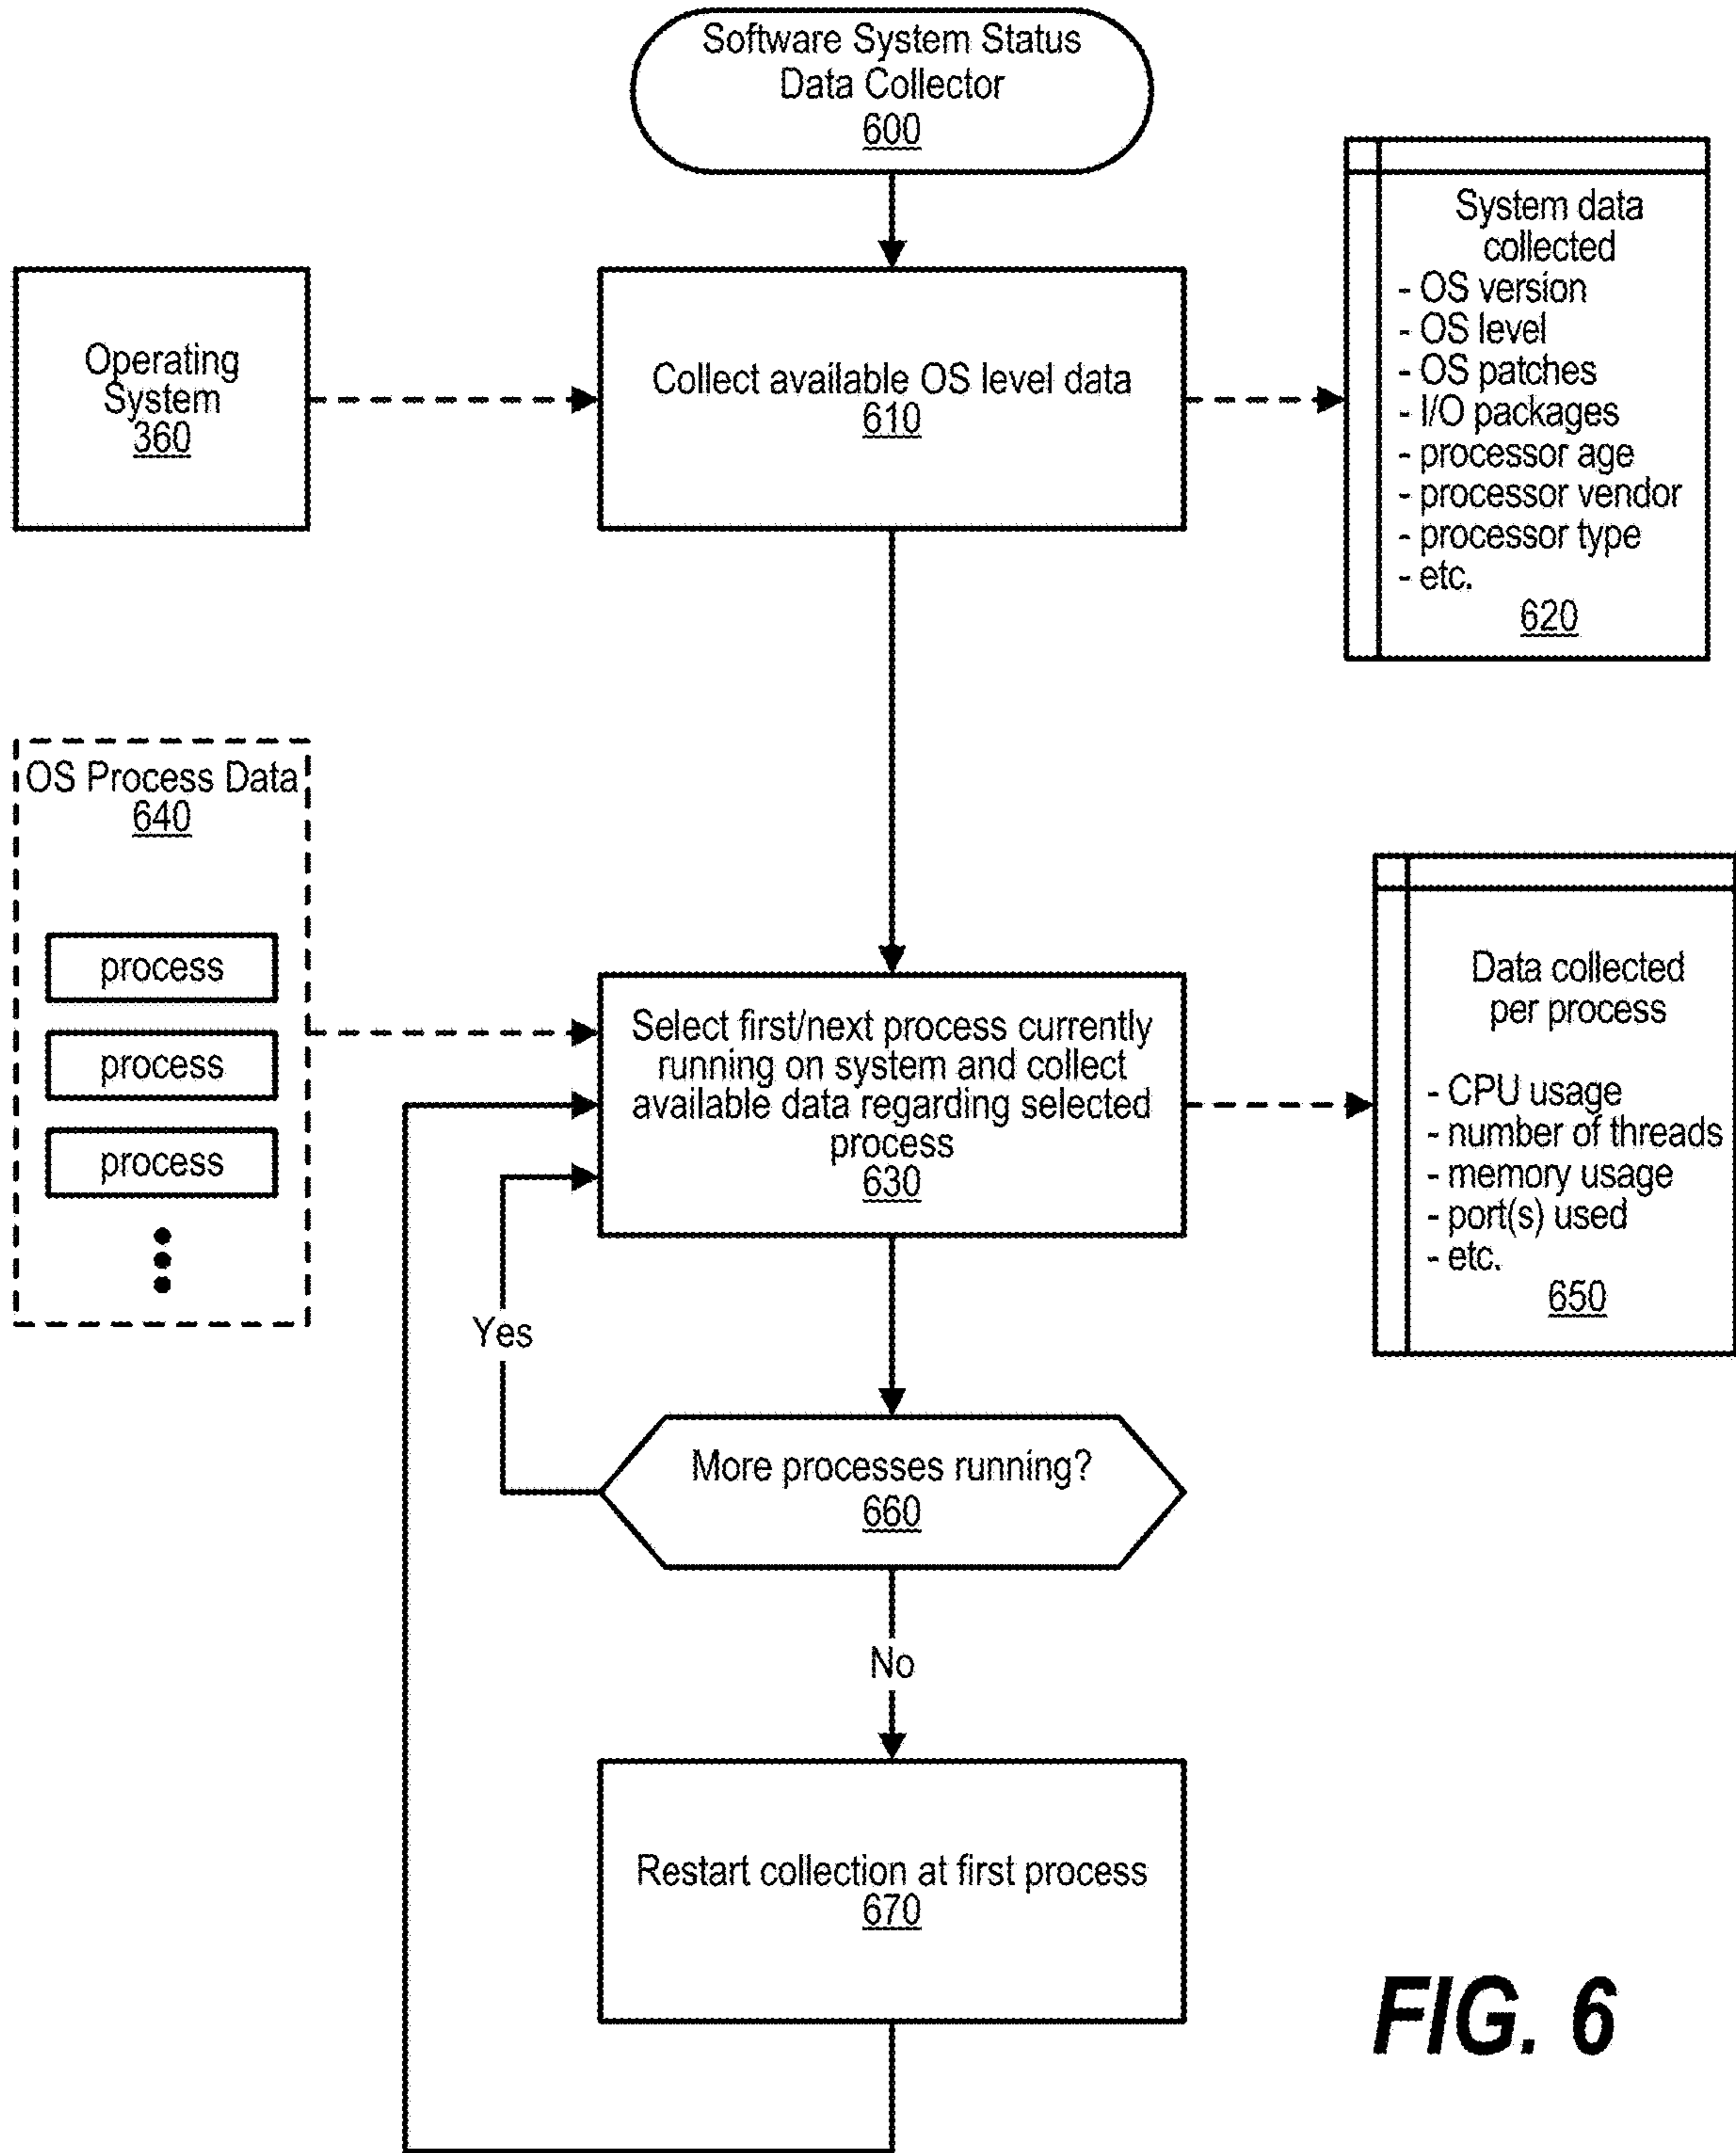 Software System Status
Data Collector
600
Operating
System
360
Collect available OS level data
610
System data
collected
- OS version
- OS level
- OS patches
- I/O packages
- processor age
- processor vendor
- processor type
- etc.
620
OS Process Data
640
process
process
process
Select first/next process currently
running on system and collect
available data regarding selected
process
630
Data collected
per process
- CPU usage
- number of threads
- memory usage
- port(s) used
- etc.
650
Yes
More processes running?
660
No
Restart collection at first process
670
FIG. 6